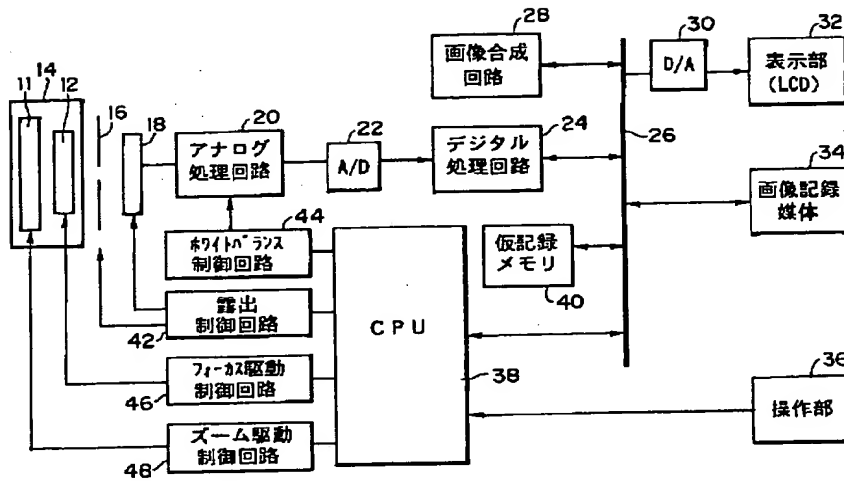 28
画像合成
回路
30
D/A
32
表示部
(LCD)
14
11
12
16
18
20
アナログ
処理回路
22
A/D
24
デジタル
処理回路
26
34
画像記録
媒体
44
ホワイトバランス
制御回路
仮記録
メモリ
40
露出
制御回路
42
CPU
38
フォーカス駆動
制御回路
46
36
操作部
ズーム駆動
制御回路
48